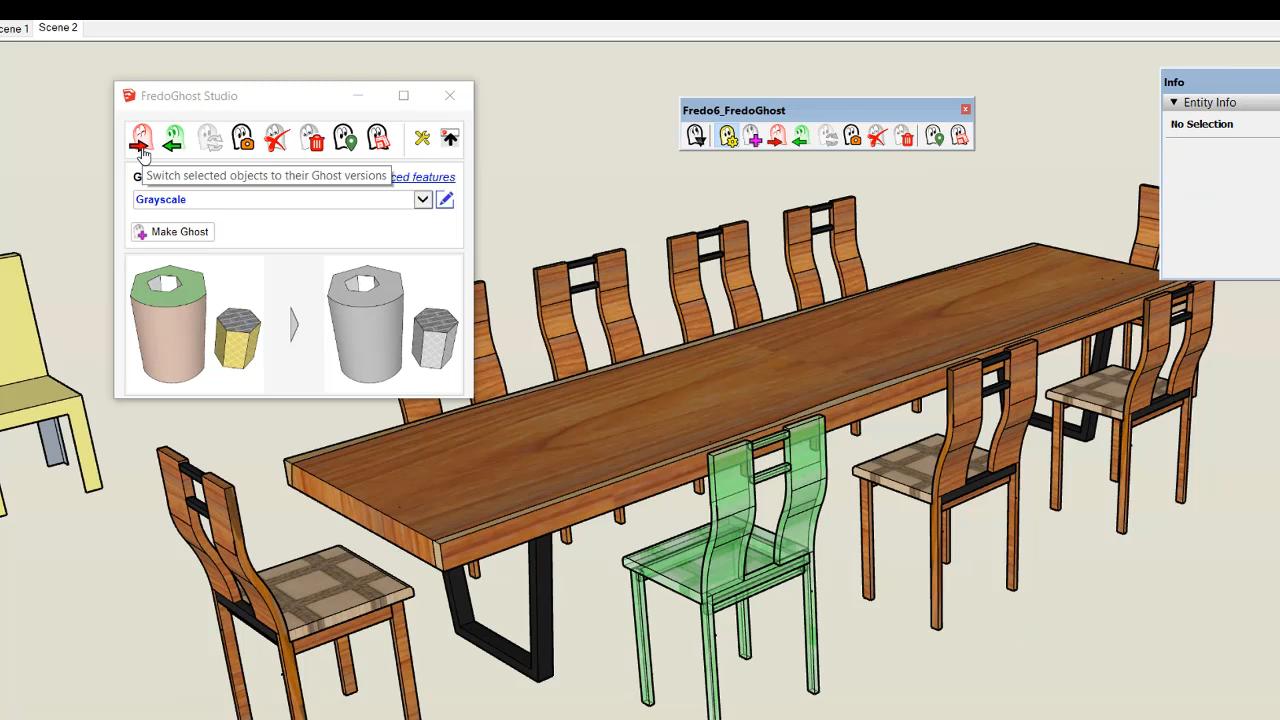 cene 1
Scene 2
FredoGhost Studio
Fredo6_FredoGhost
Info
Entity Info
No Selection
Switch selected objects to their Ghost versions
G
ced features
Grayscale
Make Ghost